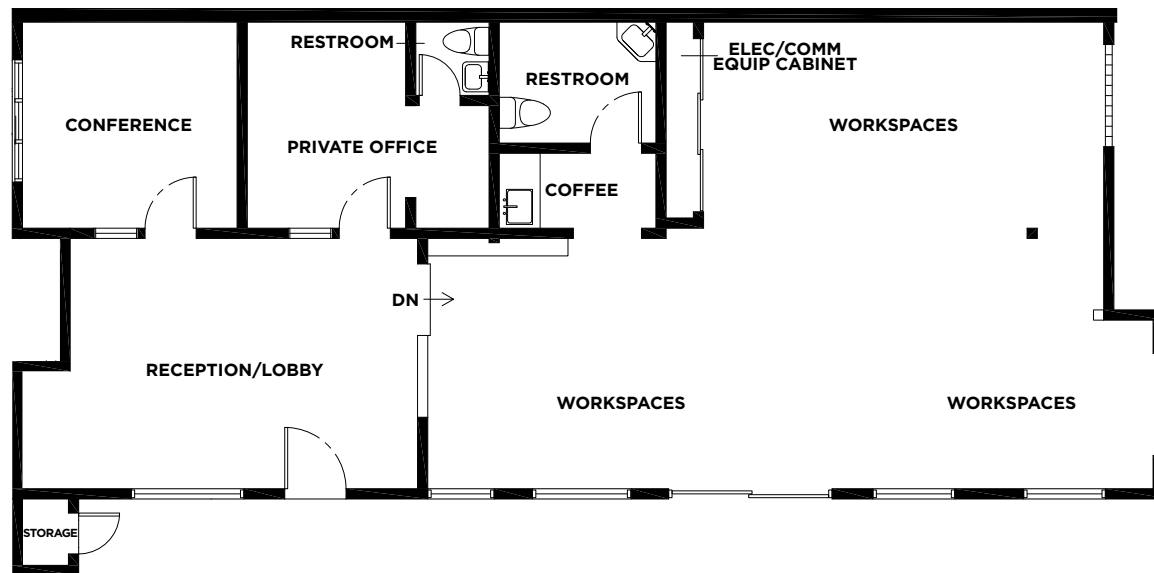 RESTROOM
ELEC/COMM
EQUIP CABINET
RESTROOM
CONFERENCE
WORKSPACES
PRIVATE OFFICE
COFFEE
DN
RECEPTION/LOBBY
WORKSPACES
WORKSPACES
STORAGE